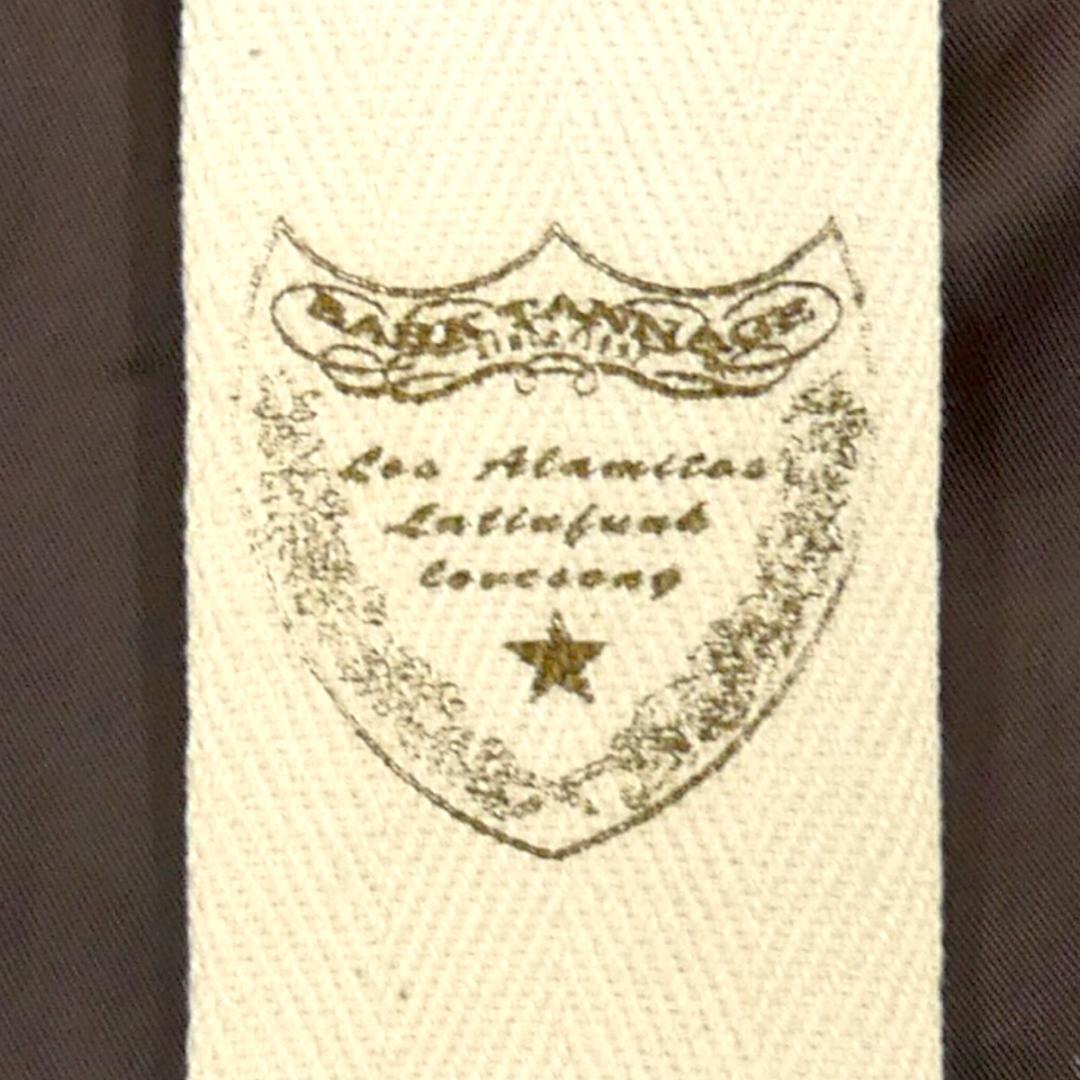 BARK TANNAGE
Los Alamitos
Latinfunk
lovesong